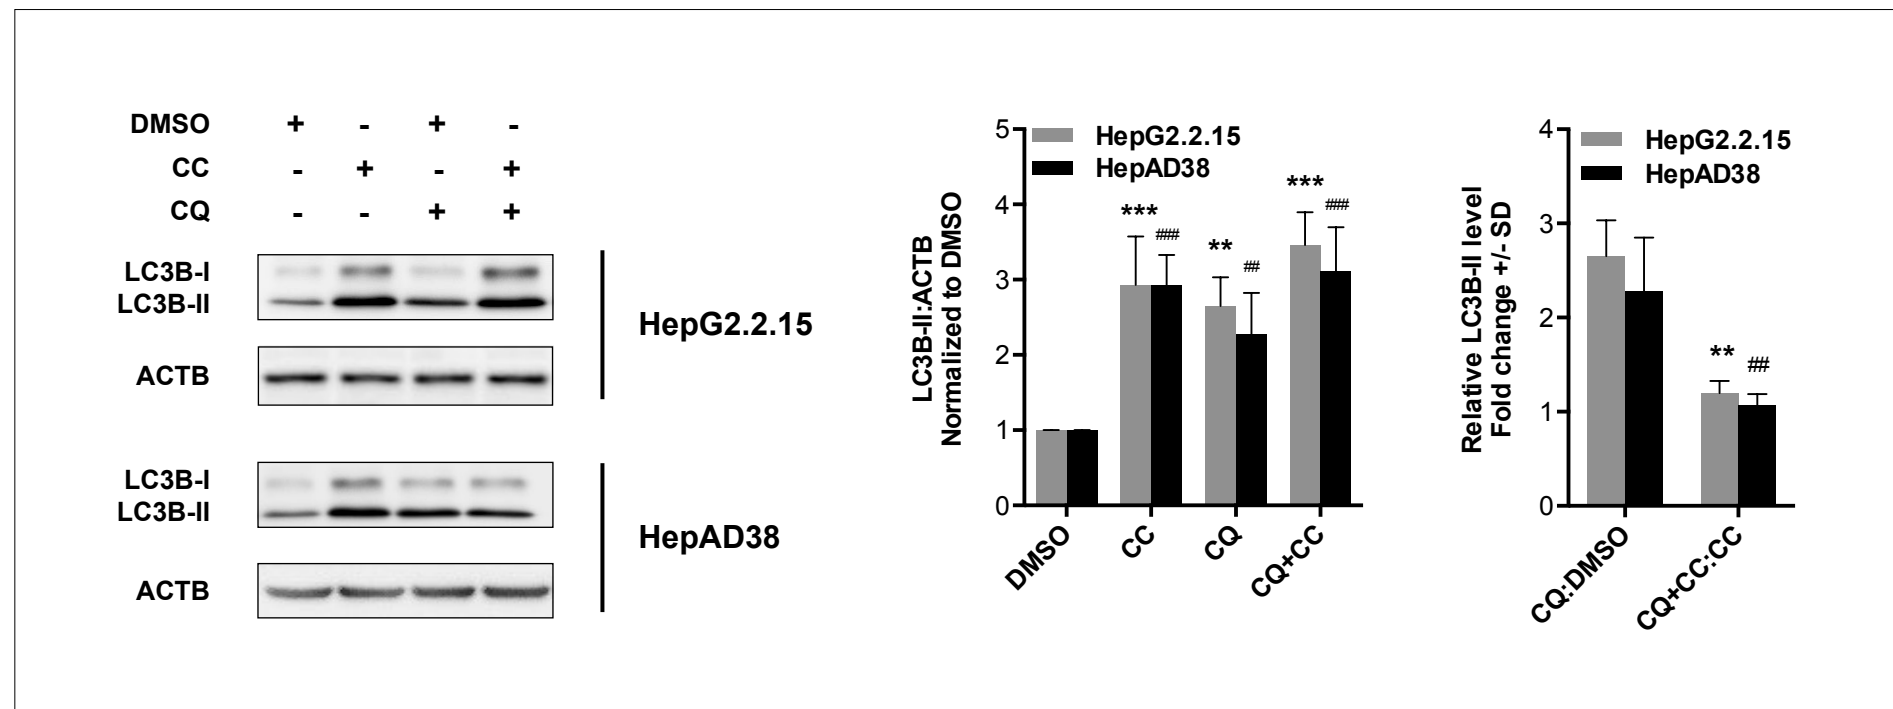 DMSO + - + -
CC - + - +
CQ - - + +
LC3B-I
LC3B-II
HepG2.2.15
ACTB
LC3B-I
LC3B-II
HepAD38
ACTB
LC3B-II:ACTB
Normalized to DMSO
5
4
3
2
1
0
HepG2.2.15
HepAD38
*** ###
** ##
*** ###
DMSO
CC
CQ
CQ+CC
Relative LC3B-II level
Fold change +/- SD
4
3
2
1
0
HepG2.2.15
HepAD38
** ##
CQ:DMSO
CQ+CC:CC